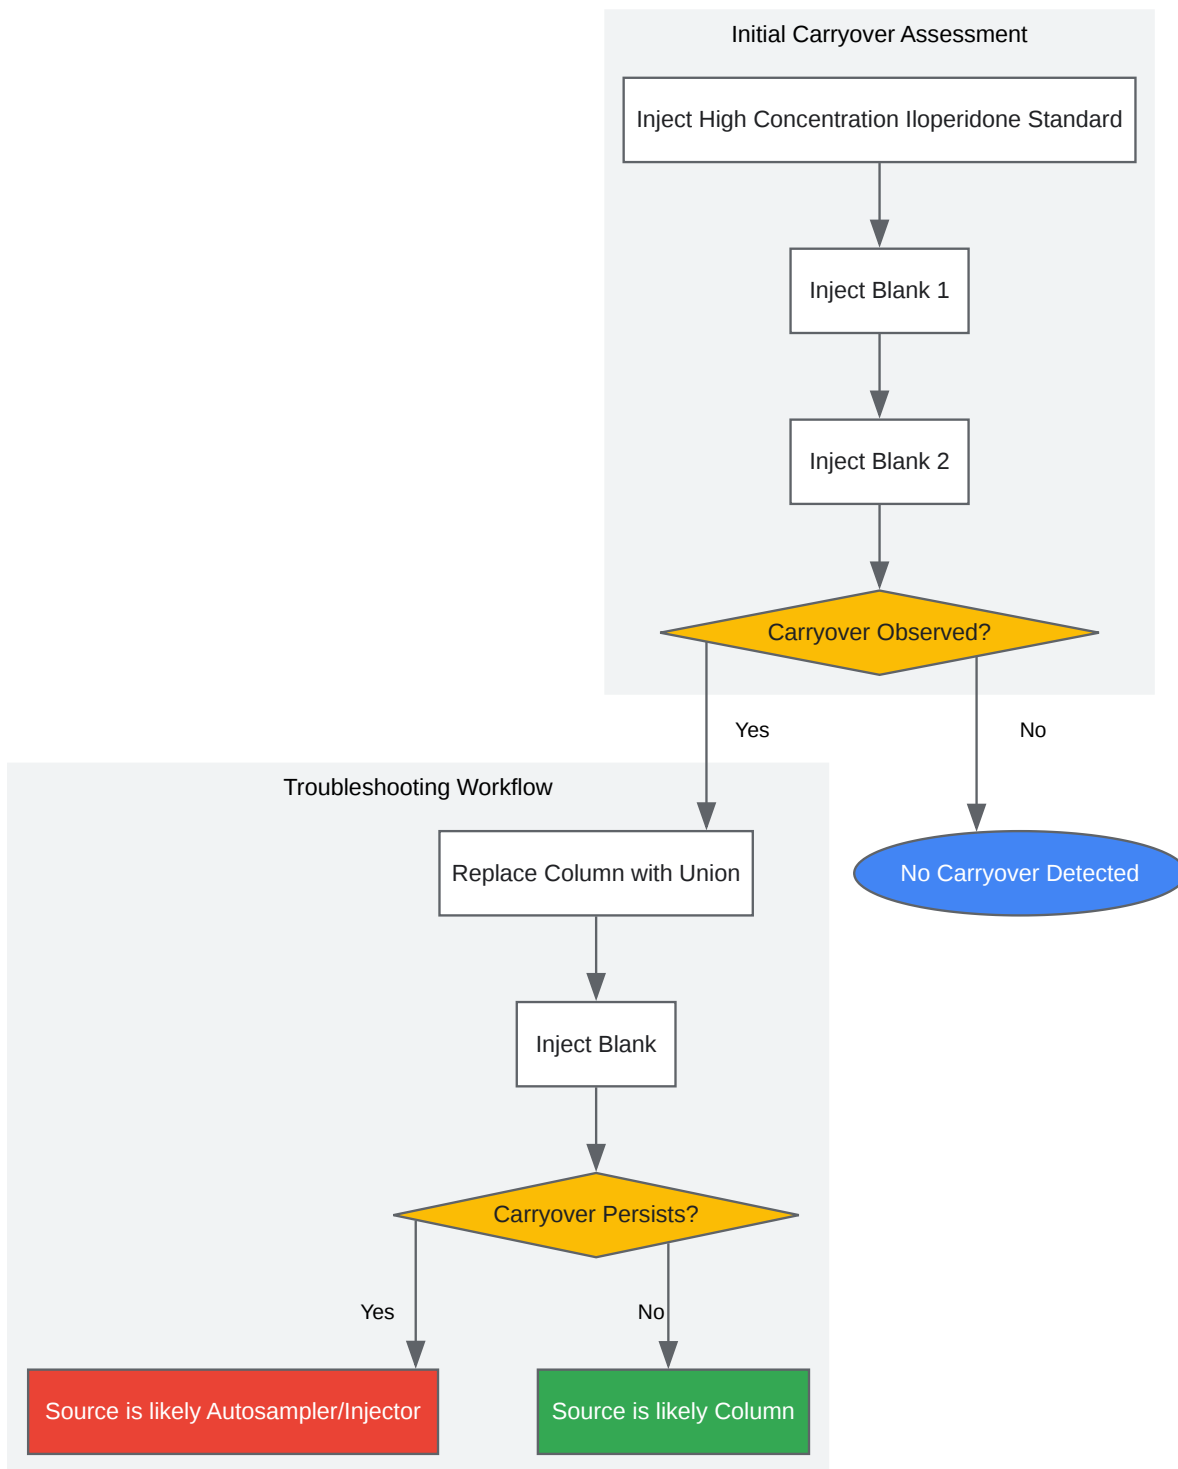 Initial Carryover Assessment
Inject High Concentration Iloperidone Standard
Inject Blank 1
Inject Blank 2
Carryover Observed?
Yes
No
Troubleshooting Workflow
Replace Column with Union
No Carryover Detected
Inject Blank
Carryover Persists?
Yes
No
Source is likely Autosampler/Injector
Source is likely Column